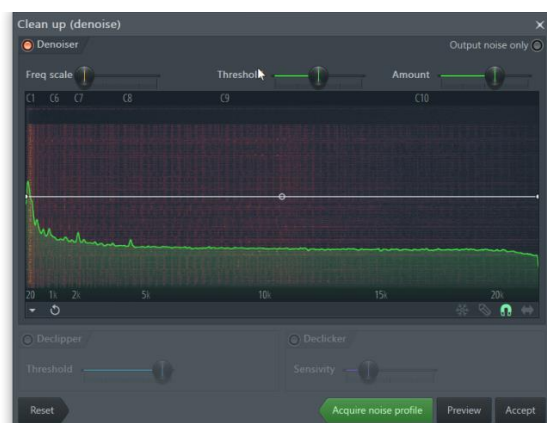 Clean up (denoise)
Denoiser
Output noise only
Freq scale
Threshold
Amount
C1 C6 C7 C8 C9 C10
20 1k 2k 5k 10k 15k 20k
Declipper
Declicker
Threshold
Sensivity
Reset
Acquire noise profile
Preview
Accept